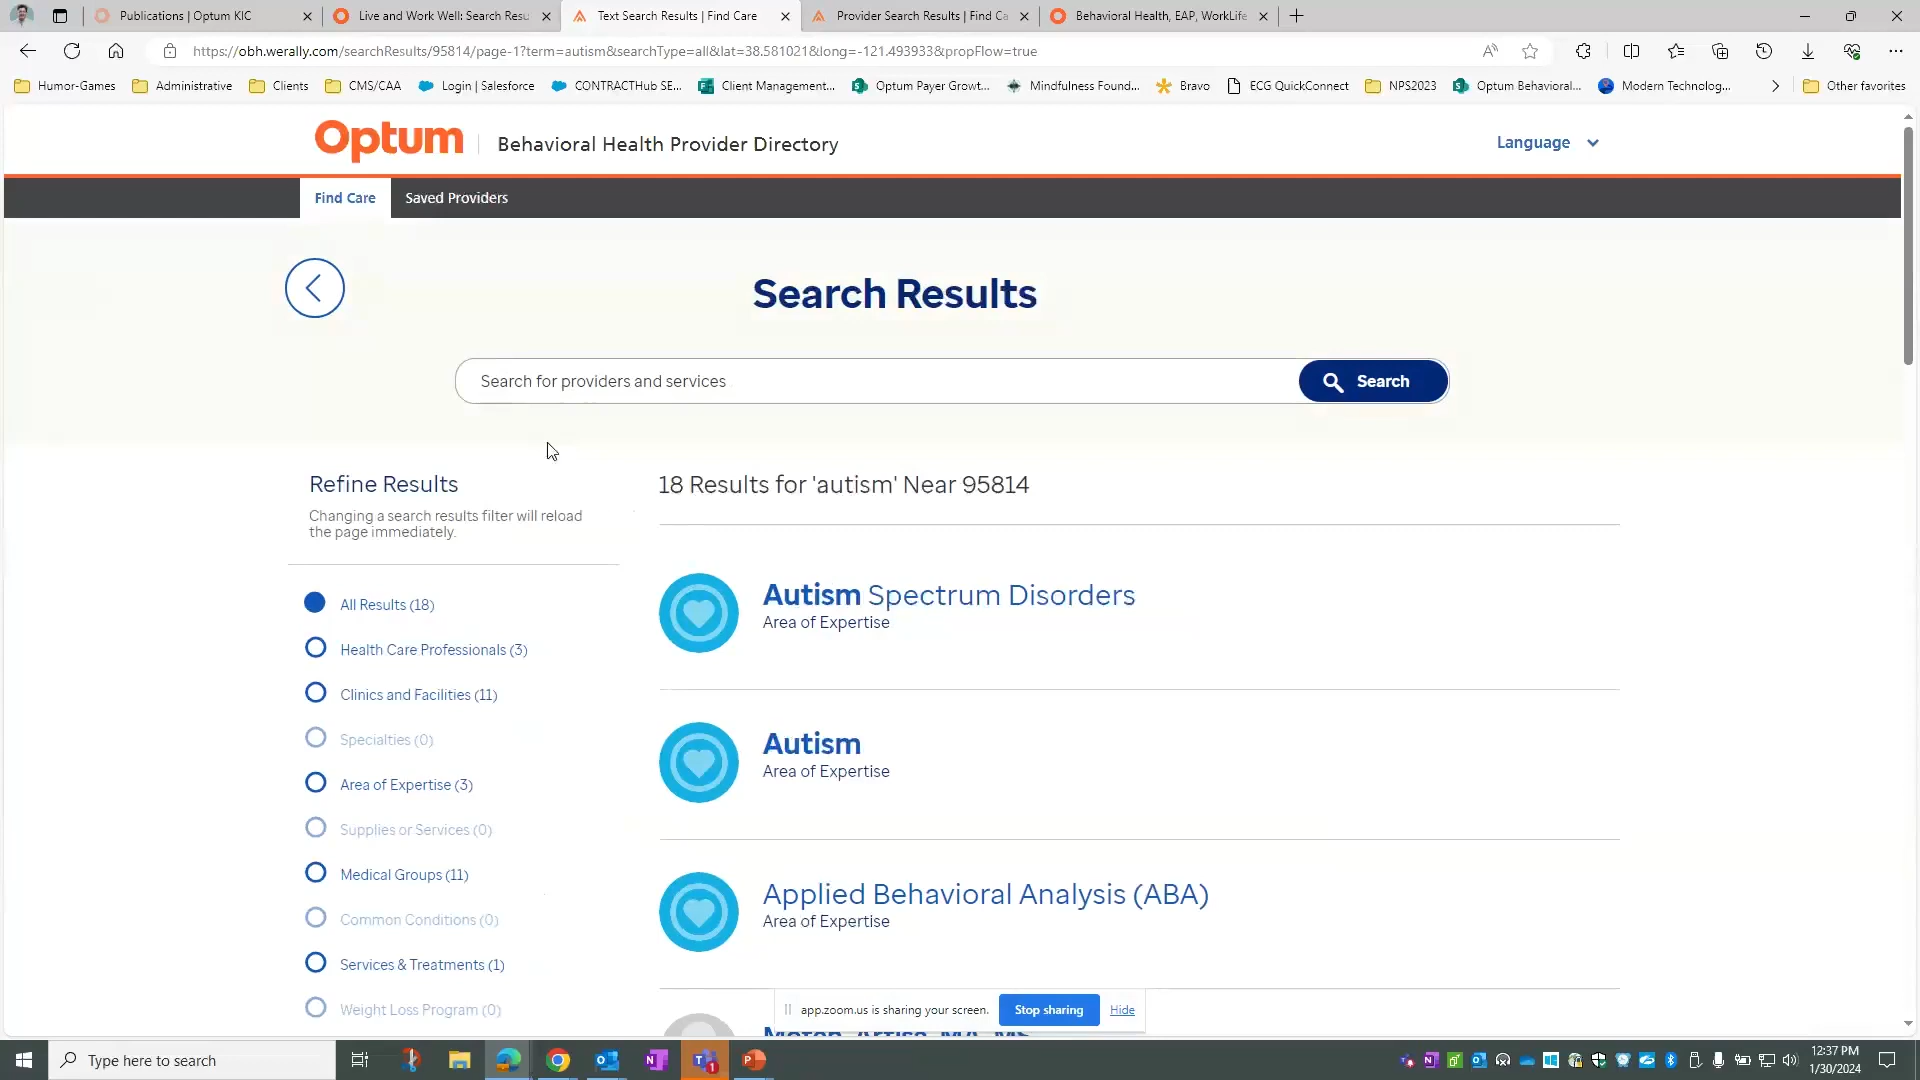 Publications | Optum KIC
Live and Work Well: Search Resu
Text Search Results | Find Care
Provider Search Results | Find Ca
Behavioral Health, EAP, WorkLife
https://obh.werally.com/searchResults/95814/page-1?term=autism&searchType=all&lat=38.581021&long=-121.493933&propFlow=true
Humor-Games
Administrative
Clients
CMS/CAA
Login | Salesforce
CONTRACTHub SE...
Client Management...
Optum Payer Growt...
Mindfulness Found...
Bravo
ECG QuickConnect
NPS2023
Optum Behavioral...
Modern Technolog...
Other favorites
Optum
Behavioral Health Provider Directory
Language
Find Care
Saved Providers
Search Results
Search for providers and services
Search
Refine Results
Changing a search results filter will reload
the page immediately.
All Results (18)
Health Care Professionals (3)
Clinics and Facilities (11)
Specialties (0)
Area of Expertise (3)
Supplies or Services (0)
Medical Groups (11)
Common Conditions (0)
Services & Treatments (1)
Weight Loss Program (0)
18 Results for 'autism' Near 95814
Autism Spectrum Disorders
Area of Expertise
Autism
Area of Expertise
Applied Behavioral Analysis (ABA)
Area of Expertise
app.zoom.us is sharing your screen.
Stop sharing
Hide
Type here to search
12:37 PM
1/30/2024